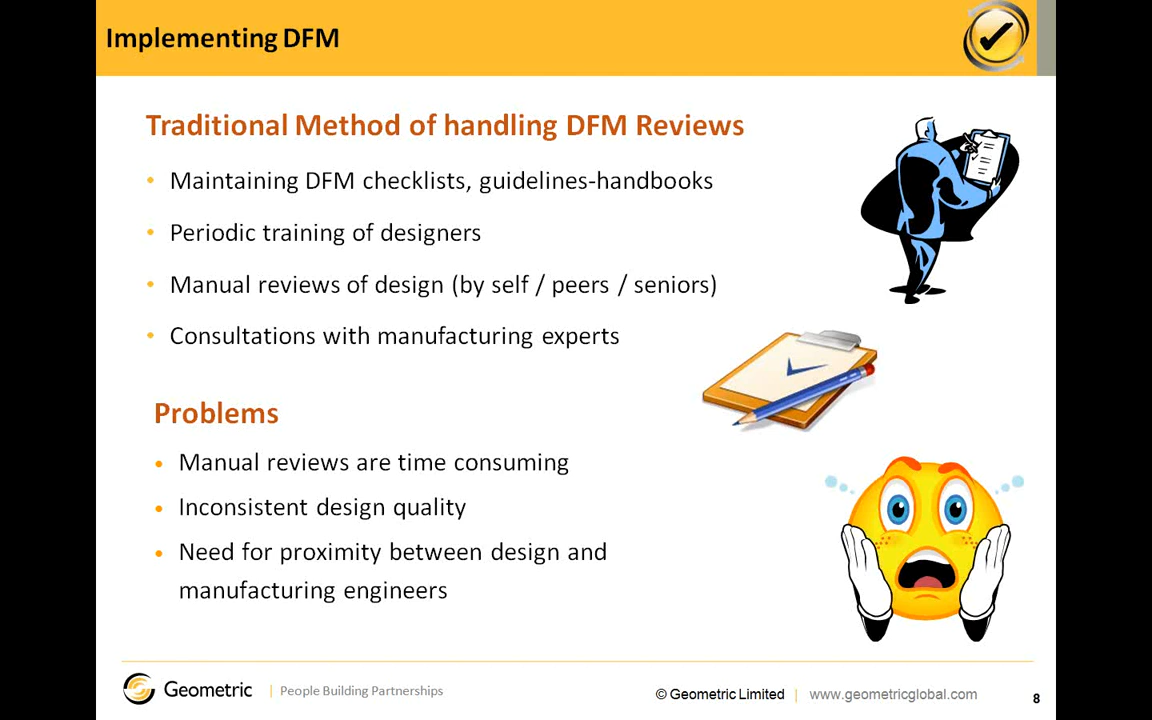 Implementing DFM
Traditional Method of handling DFM Reviews
• Maintaining DFM checklists, guidelines-handbooks
• Periodic training of designers
• Manual reviews of design (by self / peers / seniors)
• Consultations with manufacturing experts
Problems
• Manual reviews are time consuming
• Inconsistent design quality
• Need for proximity between design and
manufacturing engineers
Geometric | People Building Partnerships
© Geometric Limited | www.geometricglobal.com 8